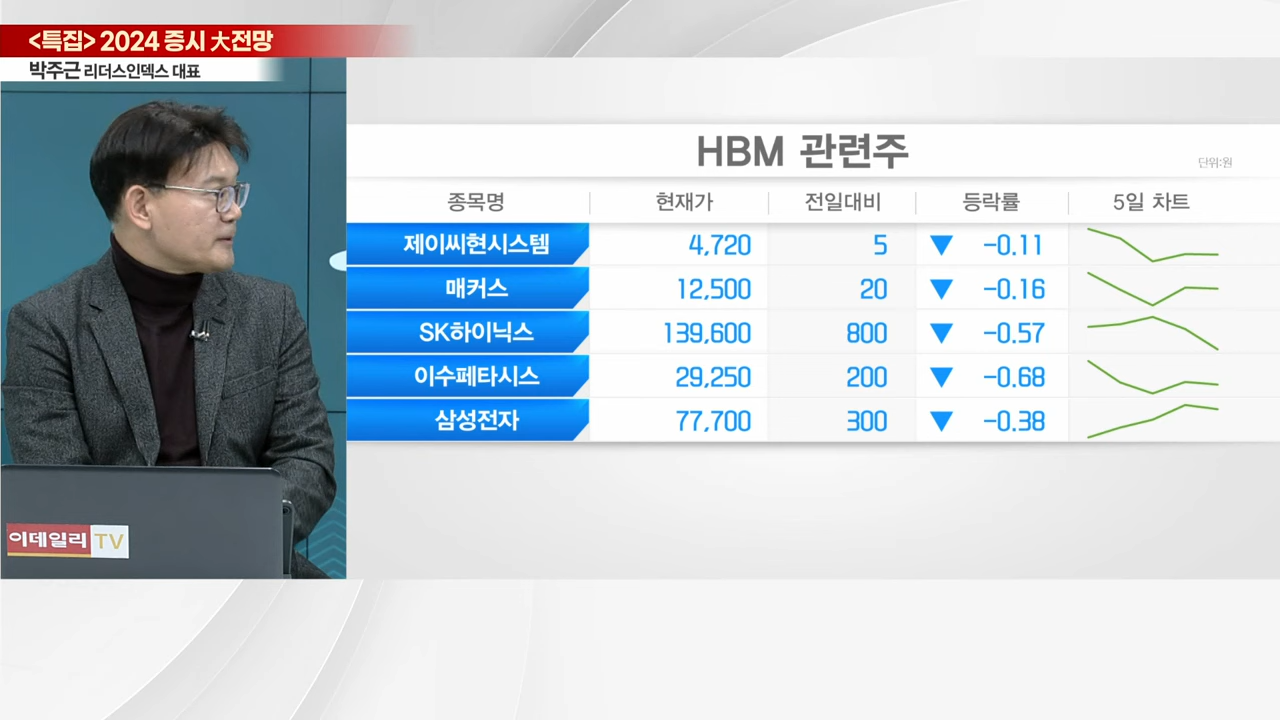 <특집> 2024 증시 大전망
박주근 리더스인덱스 대표
HBM 관련주
단위:원
종목명 현재가 전일대비 등락률 5일 차트
제이씨현시스템 4,720 5 ▼ -0.11
매커스 12,500 20 ▼ -0.16
SK하이닉스 139,600 800 ▼ -0.57
이수페타시스 29,250 200 ▼ -0.68
삼성전자 77,700 300 ▼ -0.38
이데일리 TV